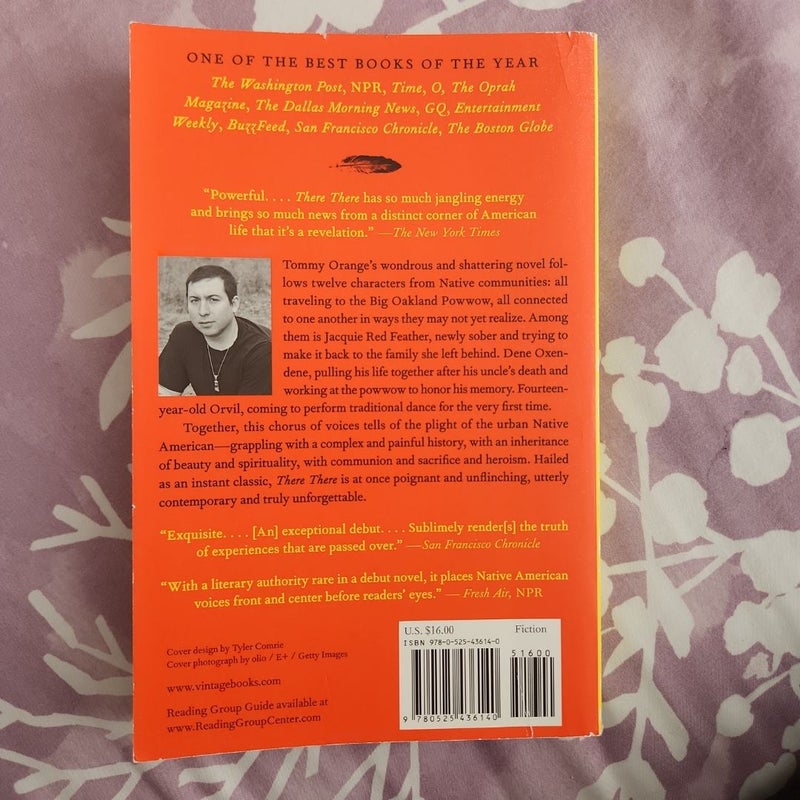 ONE OF THE BEST BOOKS OF THE YEAR
The Washington Post, NPR, Time, O, The Oprah
Magazine, The Dallas Morning News, GQ, Entertainment
Weekly, BuzzFeed, San Francisco Chronicle, The Boston Globe
“Powerful. . . . There There has so much jangling energy
and brings so much news from a distinct corner of American
life that it’s a revelation.” —The New York Times
Tommy Orange’s wondrous and shattering novel fol-
lows twelve characters from Native communities: all
traveling to the Big Oakland Powwow, all connected
to one another in ways they may not yet realize. Among
them is Jacquie Red Feather, newly sober and trying to
make it back to the family she left behind. Dene Oxen-
dene, pulling his life together after his uncle’s death and
working at the powwow to honor his memory. Fourteen-
year-old Orvil, coming to perform traditional dance for the very first time.
Together, this chorus of voices tells of the plight of the urban Native
American—grappling with a complex and painful history, with an inheritance
of beauty and spirituality, with communion and sacrifice and heroism. Hailed
as an instant classic, There There is at once poignant and unflinching, utterly
contemporary and truly unforgettable.
“Exquisite. . . . [An] exceptional debut. . . . Sublimely render[s] the truth
of experiences that are passed over.” —San Francisco Chronicle
“With a literary authority rare in a debut novel, it places Native American
voices front and center before readers’ eyes.” — Fresh Air, NPR
Cover design by Tyler Comrie
Cover photograph by olio / E+ / Getty Images
www.vintagebooks.com
Reading Group Guide available at
www.ReadingGroupCenter.com
U.S. $16.00 Fiction
ISBN 978-0-525-43614-0
51600
9 780525 436140